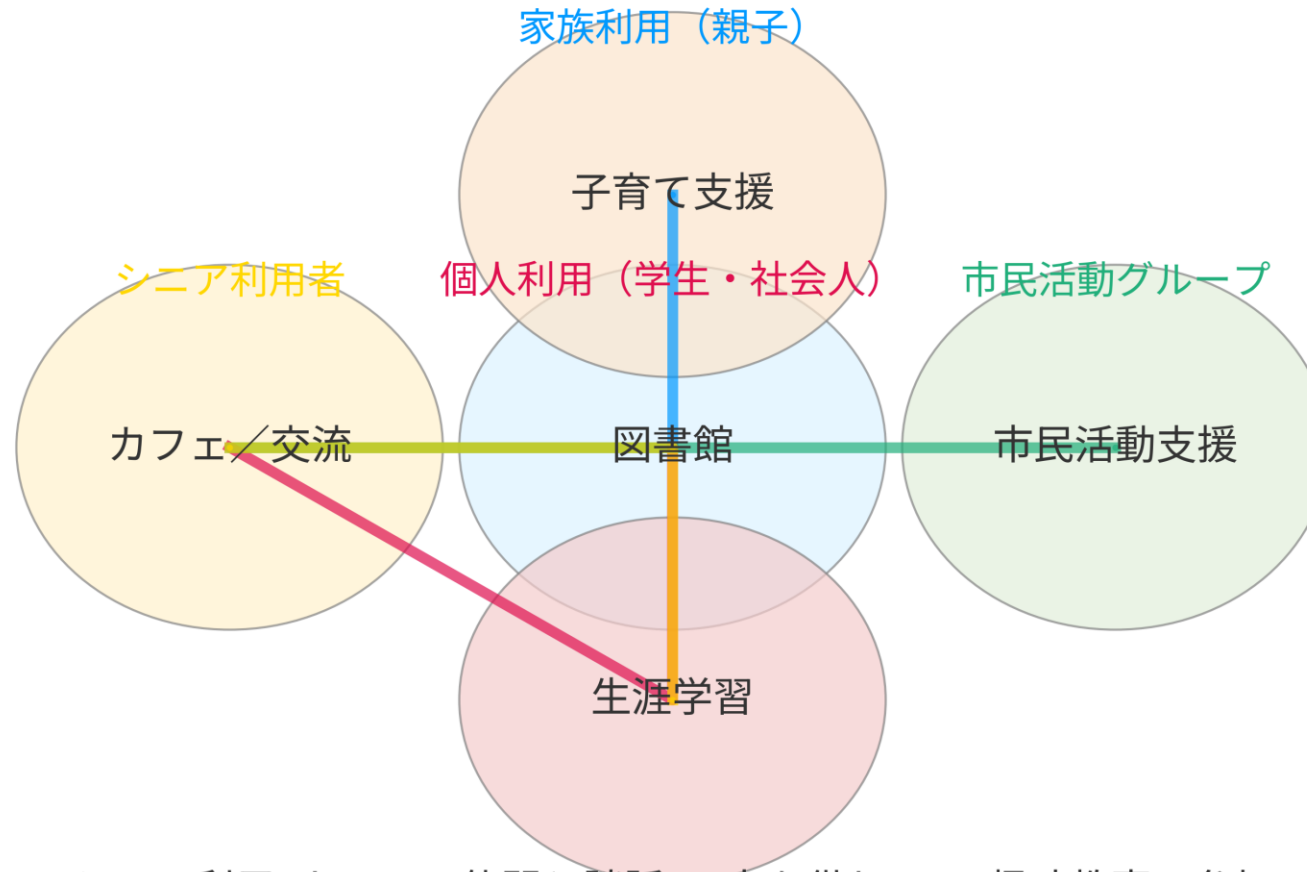 家族利用（親子）
子育て支援
シニア利用者
個人利用（学生・社会人）
市民活動グループ
カフェ／交流
図書館
市民活動支援
生涯学習